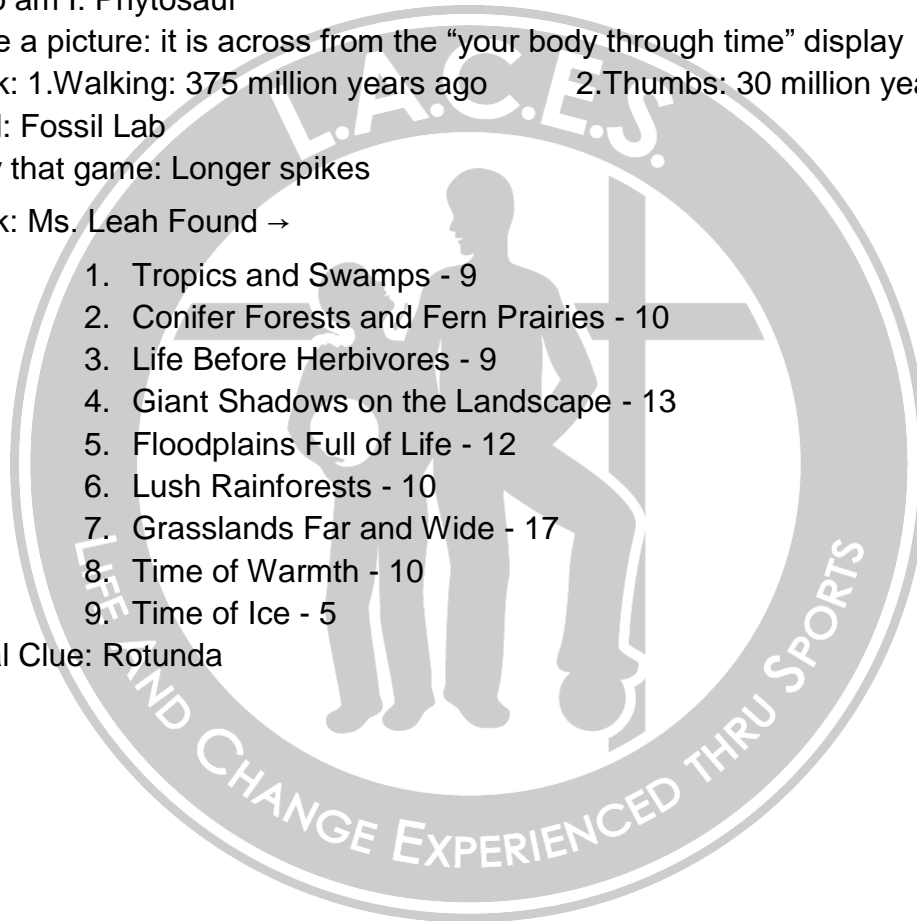 am I: Phytosaur
a picture: it is across from the “your body through time” display
1.Walking: 375 million years ago 2.Thumbs: 30 million
Fossil Lab
that game: Longer spikes
Ms. Leah Found →
1. Tropics and Swamps - 9
2. Conifer Forests and Fern Prairies - 10
3. Life Before Herbivores - 9
4. Giant Shadows on the Landscape - 13
5. Floodplains Full of Life - 12
6. Lush Rainforests - 10
7. Grasslands Far and Wide - 17
8. Time of Warmth - 10
9. Time of Ice - 5
Clue: Rotunda
L.A.C.E.S.
LIFE AND CHANGE EXPERIENCED THRU SPORTS